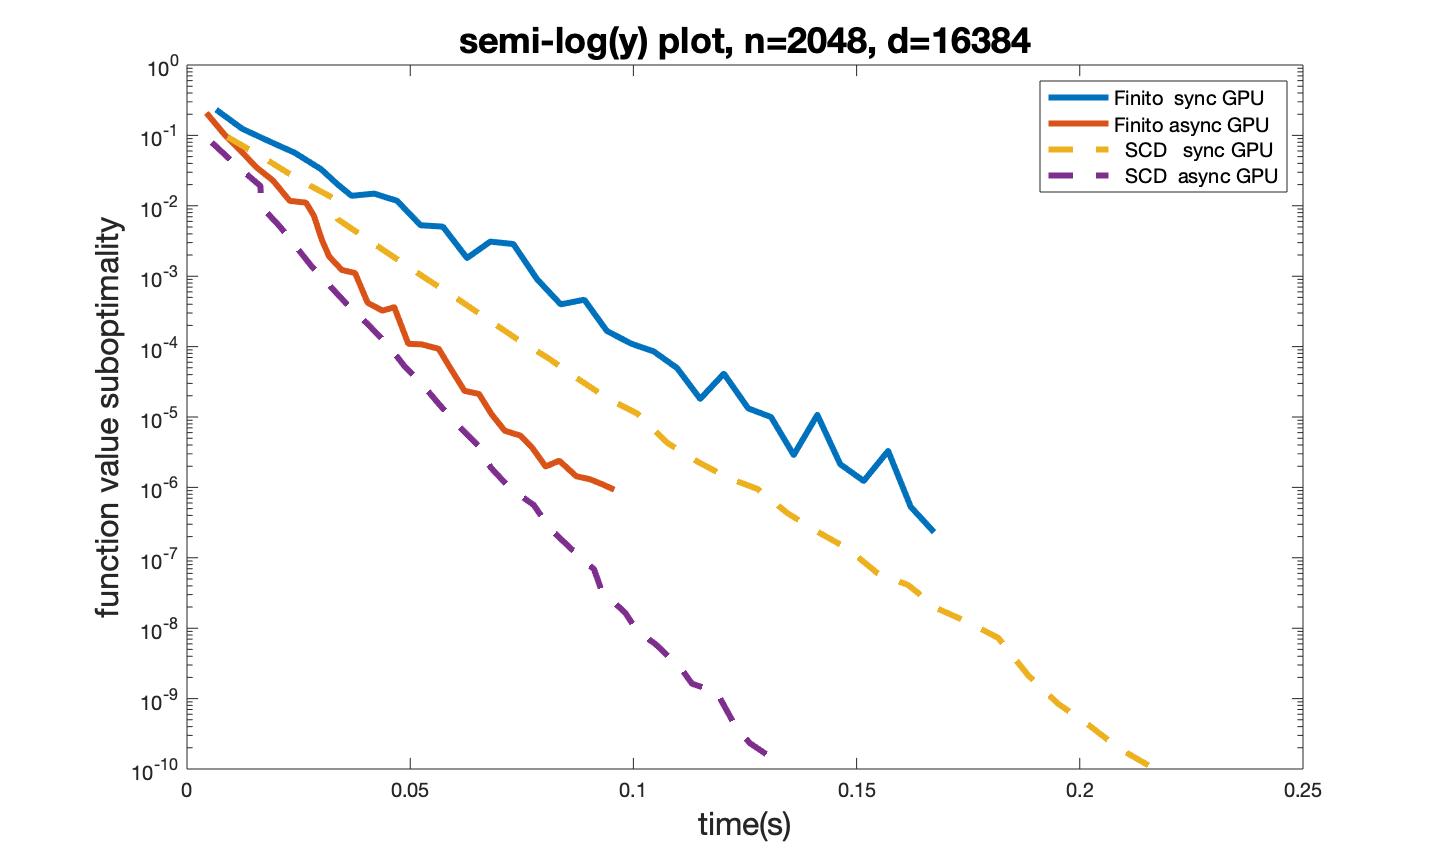 semi-log(y) plot, n=2048, d=16384
10^0
10^-1
10^-2
10^-3
10^-4
10^-5
10^-6
10^-7
10^-8
10^-9
10^-10
function value suboptimality
Finito sync GPU
Finito async GPU
SCD sync GPU
SCD async GPU
0 0.05 0.1 0.15 0.2 0.25
time(s)